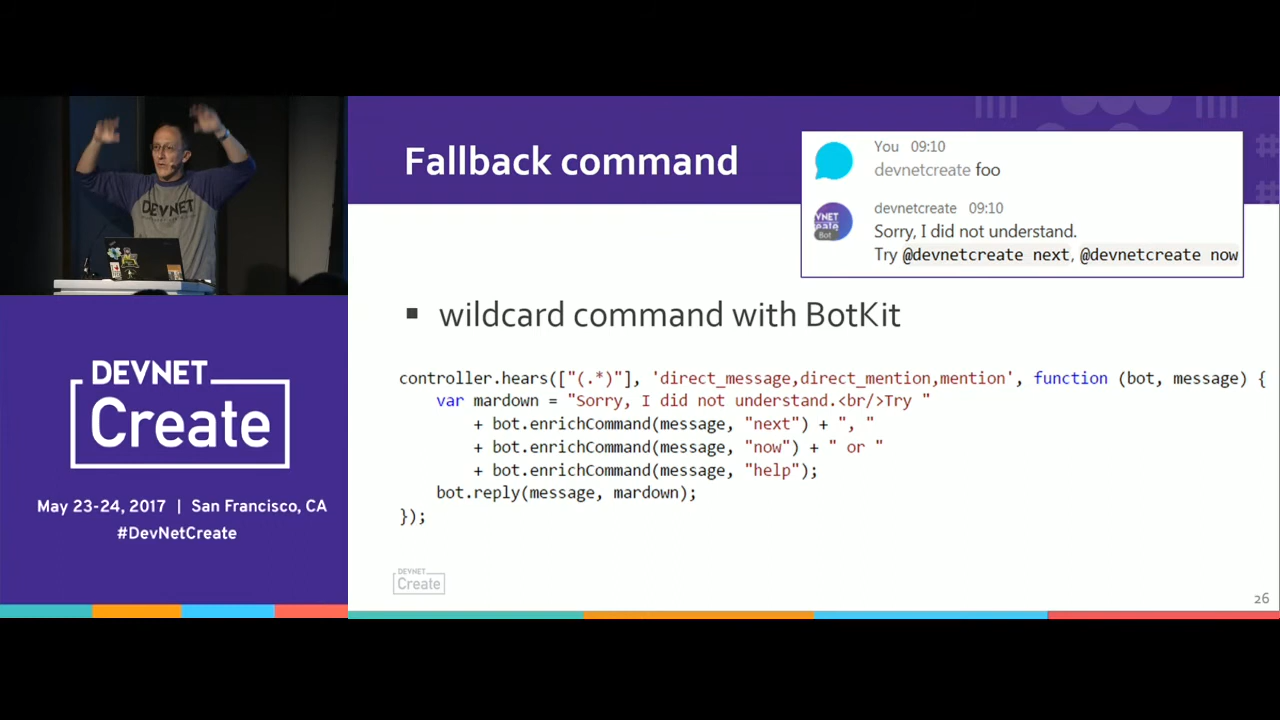 DEVNET
DEVNET
Create
May 23-24, 2017 | San Francisco, CA
#DevNetCreate
Fallback command
You 09:10
devnetcreate foo
devnetcreate 09:10
Bot
Sorry, I did not understand.
Try @devnetcreate next, @devnetcreate now
▪ wildcard command with BotKit
controller.hears(["(.*)"], 'direct_message,direct_mention,mention', function (bot, message) {
var mardown = "Sorry, I did not understand.<br/>Try "
+ bot.enrichCommand(message, "next") + ", "
+ bot.enrichCommand(message, "now") + " or "
+ bot.enrichCommand(message, "help");
bot.reply(message, mardown);
});
DEVNET
Create
26